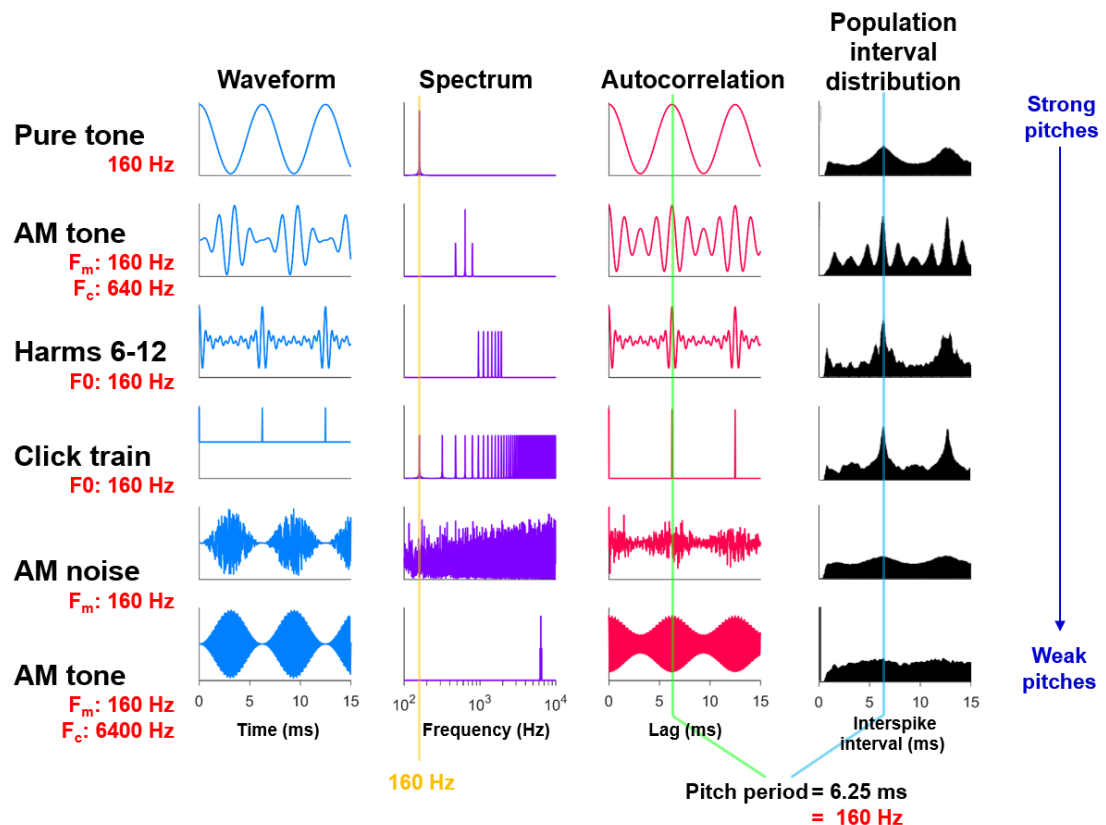 Waveform
Spectrum
Autocorrelation
Population
interval
distribution
Strong
pitches
Pure tone
160 Hz
AM tone
Fm: 160 Hz
Fc: 640 Hz
Harms 6-12
F0: 160 Hz
Click train
F0: 160 Hz
AM noise
Fm: 160 Hz
AM tone
Fm: 160 Hz
Fc: 6400 Hz
Weak
pitches
0 5 10 15
10² 10³ 10⁴
0 5 10 15
0 5 10 15
Time (ms)
Frequency (Hz)
Lag (ms)
Interspike
interval (ms)
160 Hz
Pitch period = 6.25 ms
= 160 Hz